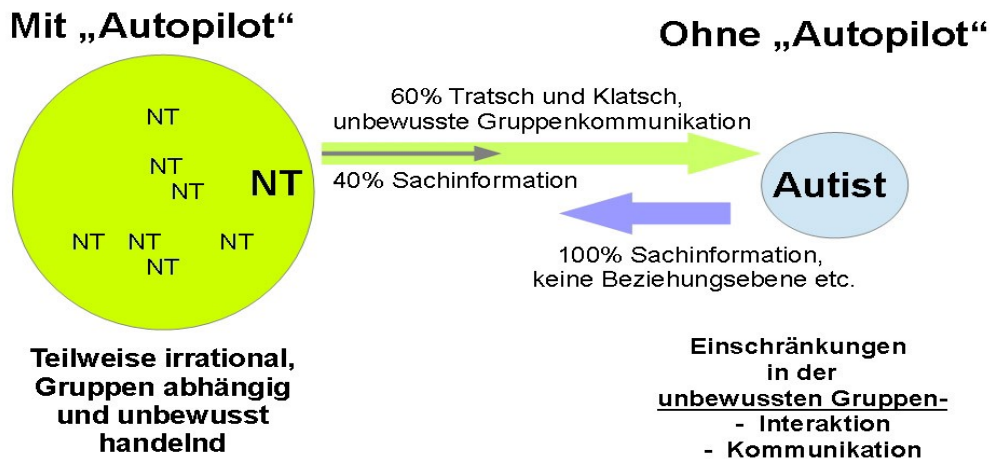 Mit „Autopilot“
Ohne „Autopilot“
NT
NT
NT
NT
NT
NT
NT
NT
60% Tratsch und Klatsch,
unbewusste Gruppenkommunikation
40% Sachinformation
Autist
100% Sachinformation,
keine Beziehungsebene etc.
Teilweise irrational,
Gruppen abhängig
und unbewusst
handelnd
Einschränkungen
in der
unbewussten Gruppen-
- Interaktion
- Kommunikation